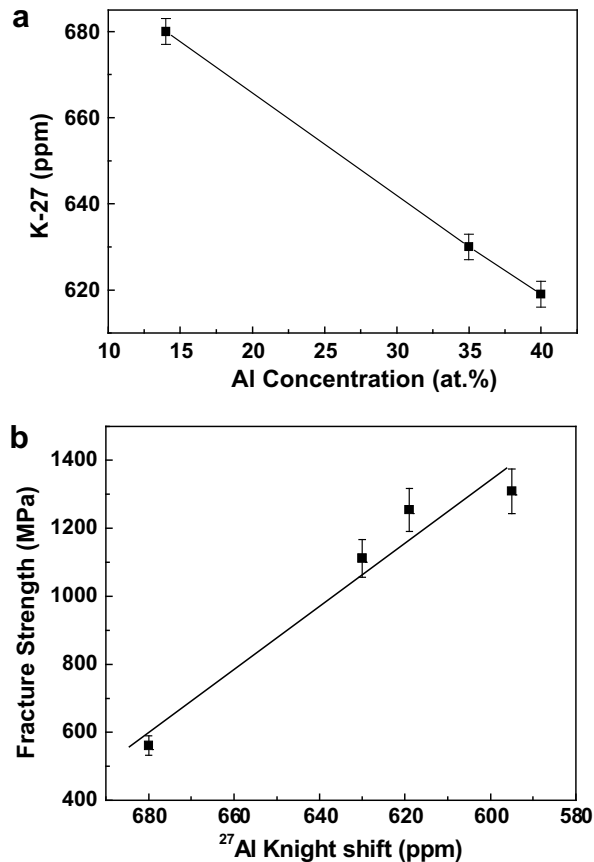 a
680
660
640
620
K-27 (ppm)
10 15 20 25 30 35 40
Al Concentration (at.%)
b
1400
1200
1000
800
600
400
Fracture Strength (MPa)
680 660 640 620 600 580
27Al Knight shift (ppm)